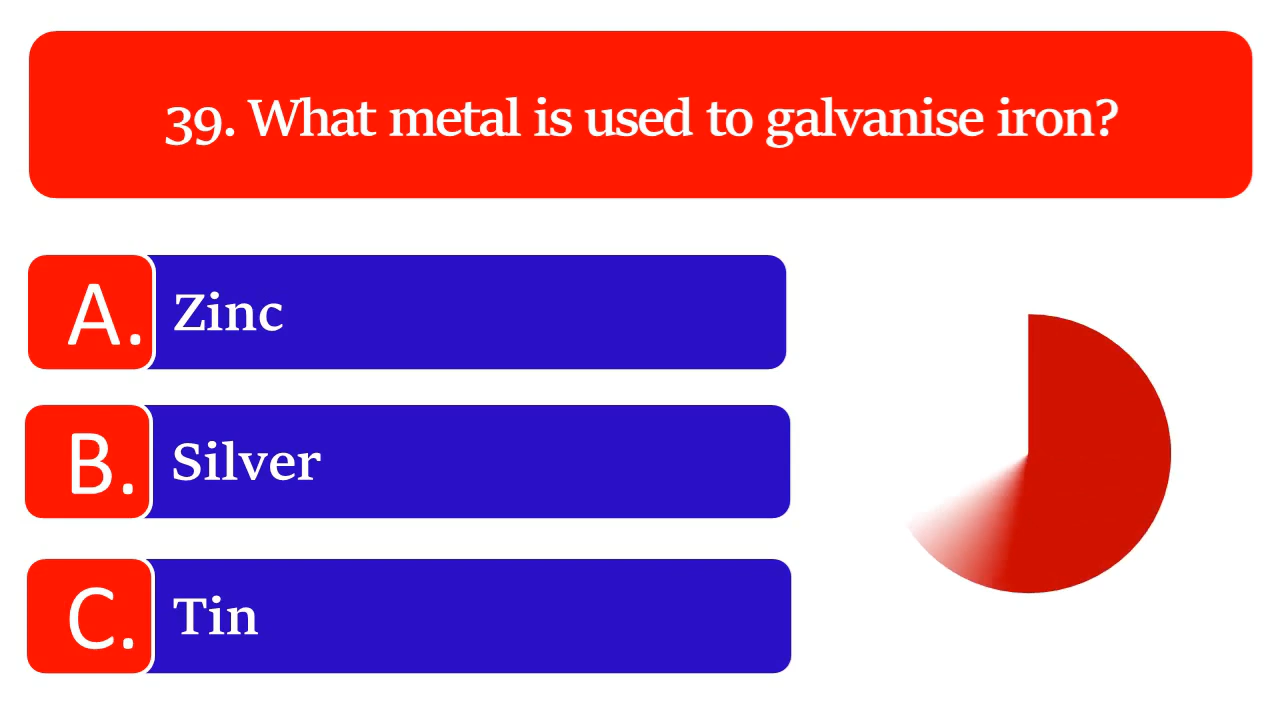 39. What metal is used to galvanise iron?
A. Zinc
B. Silver
C. Tin